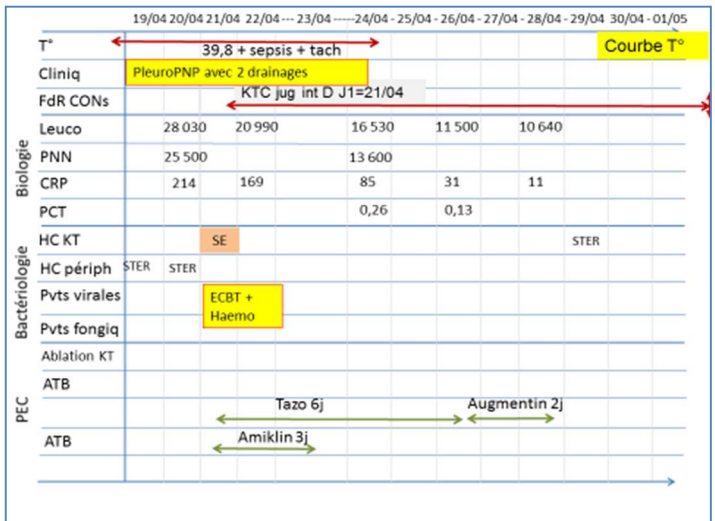 19/04 20/04 21/04 22/04--- 23/04 -----24/04 - 25/04 - 26/04 - 27/04 - 28/04 - 29/04 30/04 - 01/05
T° 39,8 + sepsis + tach Courbe T°
Cliniq PleuroPNP avec 2 drainages
FdR CONs KTC jug int D J1=21/04
Biologie
Leuco 28 030 20 990 16 530 11 500 10 640
PNN 25 500 13 600
CRP 214 169 85 31 11
PCT 0,26 0,13
Bactériologie
HC KT SE STER
HC périph STER STER
Pvts virales ECBT +
Haemo
Pvts fongiq
PEC
Ablation KT
ATB
Tazo 6j Augmentin 2j
ATB Amiklin 3j